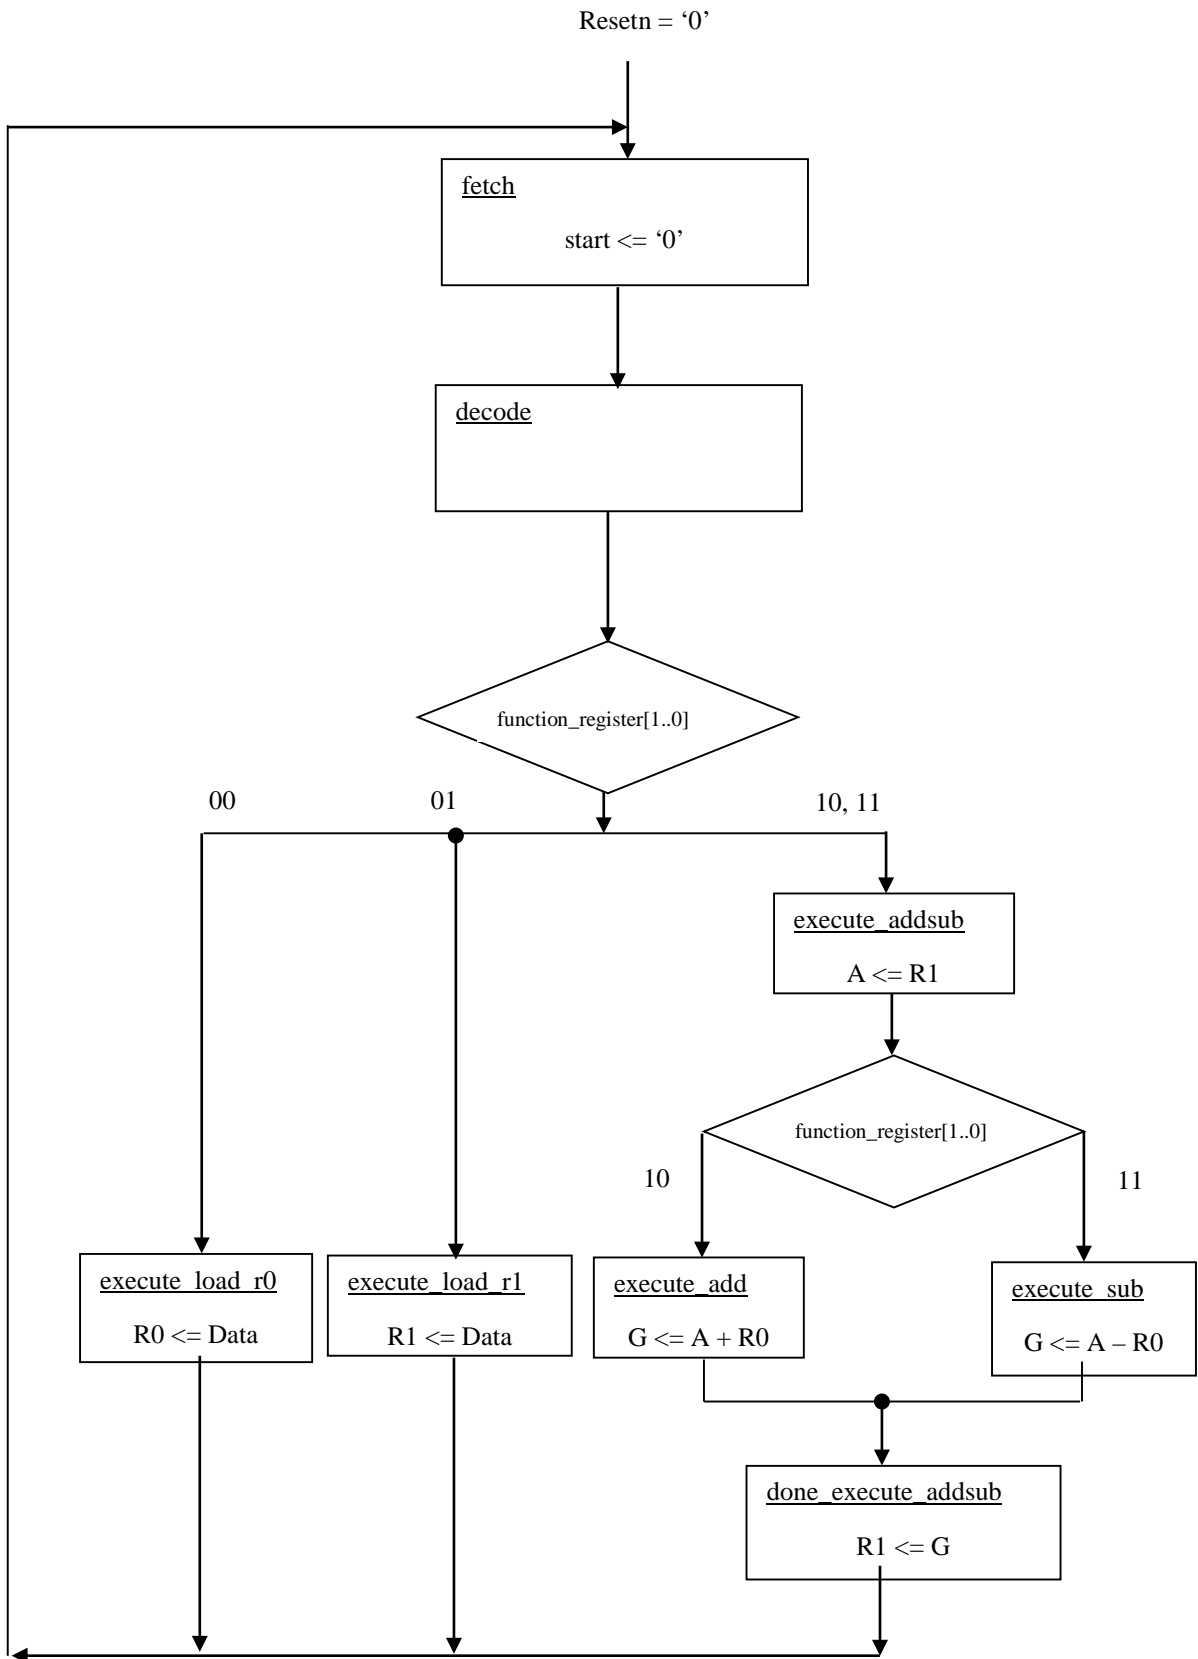 Resetn = ‘0’
fetch
start <= ‘0’
decode
function_register[1..0]
00
01
10, 11
execute_addsub
A <= R1
function_register[1..0]
10
11
execute_load_r0
R0 <= Data
execute_load_r1
R1 <= Data
execute_add
G <= A + R0
execute_sub
G <= A – R0
done_execute_addsub
R1 <= G